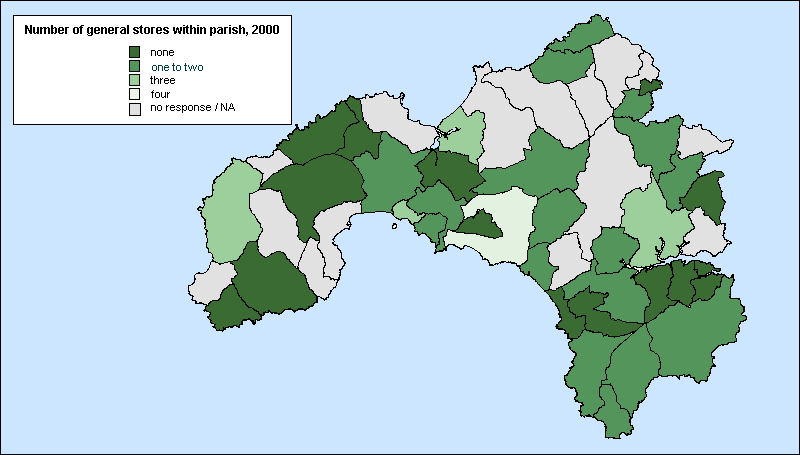 Number of general stores within parish, 2000
none
one to two
three
four
no response / NA